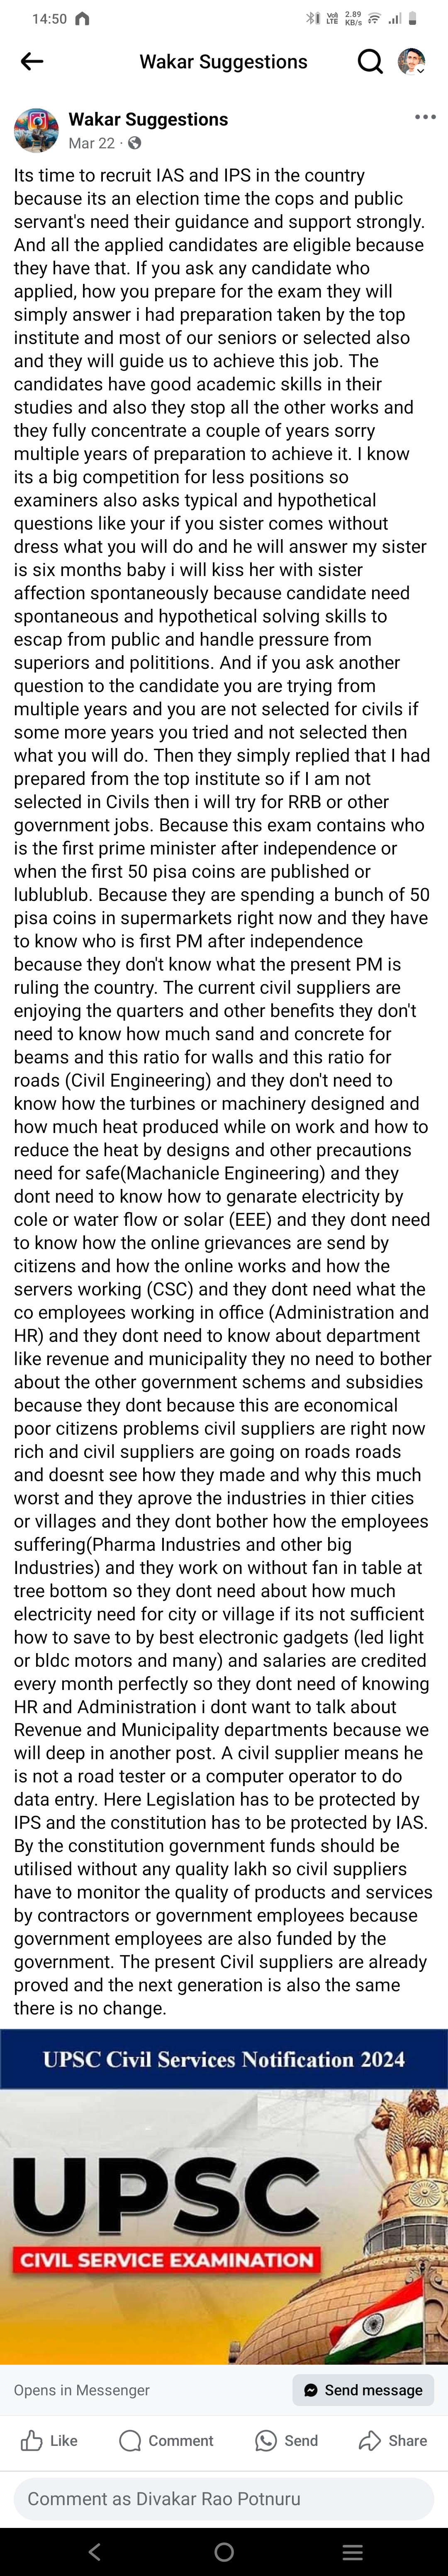 14:50
Vo) LTE
2.89 KB/s
Wakar Suggestions
Wakar Suggestions
Mar 22 ·
Its time to recruit IAS and IPS in the country
because its an election time the cops and public
servant's need their guidance and support strongly.
And all the applied candidates are eligible because
they have that. If you ask any candidate who
applied, how you prepare for the exam they will
simply answer i had preparation taken by the top
institute and most of our seniors or selected also
and they will guide us to achieve this job. The
candidates have good academic skills in their
studies and also they stop all the other works and
they fully concentrate a couple of years sorry
multiple years of preparation to achieve it. I know
its a big competition for less positions so
examiners also asks typical and hypothetical
questions like your if you sister comes without
dress what you will do and he will answer my sister
is six months baby i will kiss her with sister
affection spontaneously because candidate need
spontaneous and hypothetical solving skills to
escap from public and handle pressure from
superiors and polititions. And if you ask another
question to the candidate you are trying from
multiple years and you are not selected for civils if
some more years you tried and not selected then
what you will do. Then they simply replied that I had
prepared from the top institute so if I am not
selected in Civils then i will try for RRB or other
government jobs. Because this exam contains who
is the first prime minister after independence or
when the first 50 pisa coins are published or
lublublub. Because they are spending a bunch of 50
pisa coins in supermarkets right now and they have
to know who is first PM after independence
because they don't know what the present PM is
ruling the country. The current civil suppliers are
enjoying the quarters and other benefits they don't
need to know how much sand and concrete for
beams and this ratio for walls and this ratio for
roads (Civil Engineering) and they don't need to
know how the turbines or machinery designed and
how much heat produced while on work and how to
reduce the heat by designs and other precautions
need for safe(Machanicle Engineering) and they
dont need to know how to genarate electricity by
cole or water flow or solar (EEE) and they dont need
to know how the online grievances are send by
citizens and how the online works and how the
servers working (CSC) and they dont need what the
co employees working in office (Administration and
HR) and they dont need to know about department
like revenue and municipality they no need to bother
about the other government schems and subsidies
because they dont because this are economical
poor citizens problems civil suppliers are right now
rich and civil suppliers are going on roads roads
and doesnt see how they made and why this much
worst and they aprove the industries in thier cities
or villages and they dont bother how the employees
suffering(Pharma Industries and other big
Industries) and they work on without fan in table at
tree bottom so they dont need about how much
electricity need for city or village if its not sufficient
how to save to by best electronic gadgets (led light
or bldc motors and many) and salaries are credited
every month perfectly so they dont need of knowing
HR and Administration i dont want to talk about
Revenue and Municipality departments because we
will deep in another post. A civil supplier means he
is not a road tester or a computer operator to do
data entry. Here Legislation has to be protected by
IPS and the constitution has to be protected by IAS.
By the constitution government funds should be
utilised without any quality lakh so civil suppliers
have to monitor the quality of products and services
by contractors or government employees because
government employees are also funded by the
government. The present Civil suppliers are already
proved and the next generation is also the same
there is no change.
UPSC Civil Services Notification 2024
UPSC
CIVIL SERVICE EXAMINATION
Opens in Messenger
Send message
Like
Comment
Send
Share
Comment as Divakar Rao Potnuru